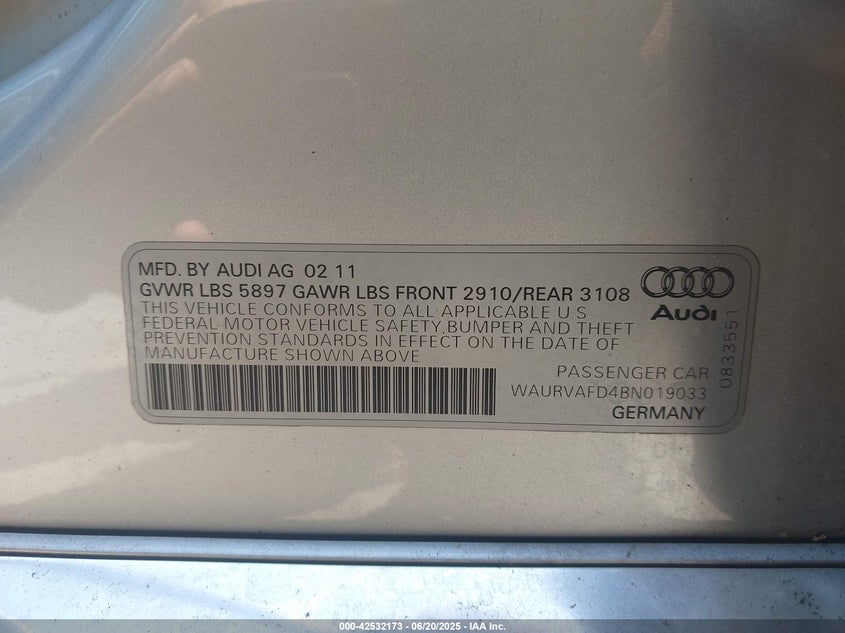 MFD. BY AUDI AG 02 11
GVWR LBS 5897 GAWR LBS FRONT 2910/REAR 3108
THIS VEHICLE CONFORMS TO ALL APPLICABLE U S
FEDERAL MOTOR VEHICLE SAFETY,BUMPER AND THEFT
PREVENTION STANDARDS IN EFFECT ON THE DATE OF
MANUFACTURE SHOWN ABOVE
Audi
0833551
PASSENGER CAR
WAURVAFD4BN019033
GERMANY
000-42532173 - 06/20/2025 - IAA Inc.